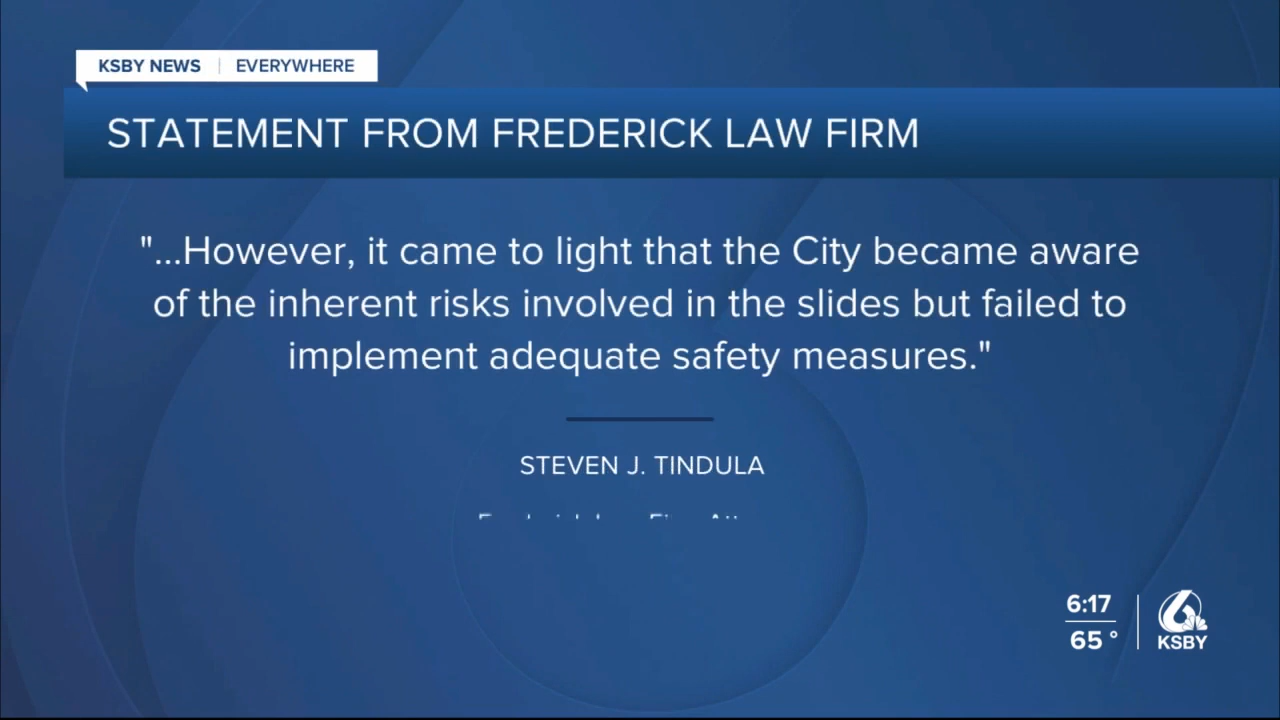 KSBY NEWS | EVERYWHERE
STATEMENT FROM FREDERICK LAW FIRM
"...However, it came to light that the City became aware
of the inherent risks involved in the slides but failed to
implement adequate safety measures."
STEVEN J. TINDULA
6:17
65 °
6
KSBY